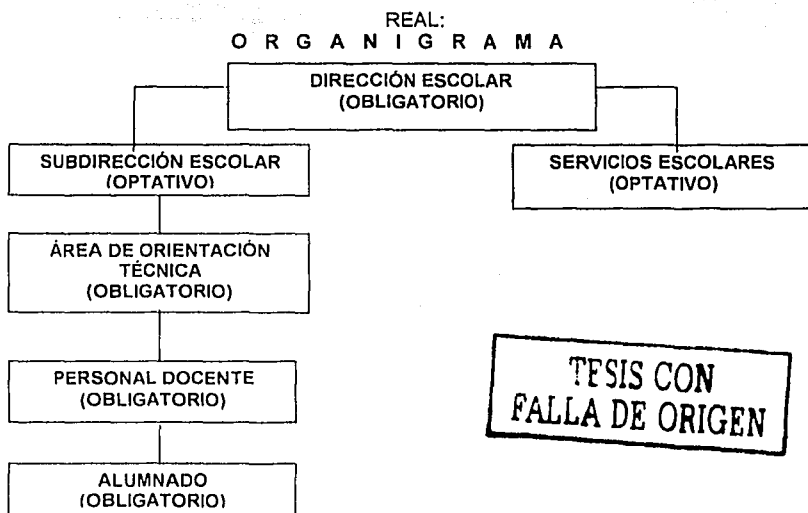 REAL:
O R G A N I G R A M A
DIRECCIÓN ESCOLAR
(OBLIGATORIO)
SUBDIRECCIÓN ESCOLAR
(OPTATIVO)
SERVICIOS ESCOLARES
(OPTATIVO)
ÁREA DE ORIENTACIÓN
TÉCNICA
(OBLIGATORIO)
PERSONAL DOCENTE
(OBLIGATORIO)
ALUMNADO
(OBLIGATORIO)
TESIS CON
FALLA DE ORIGEN